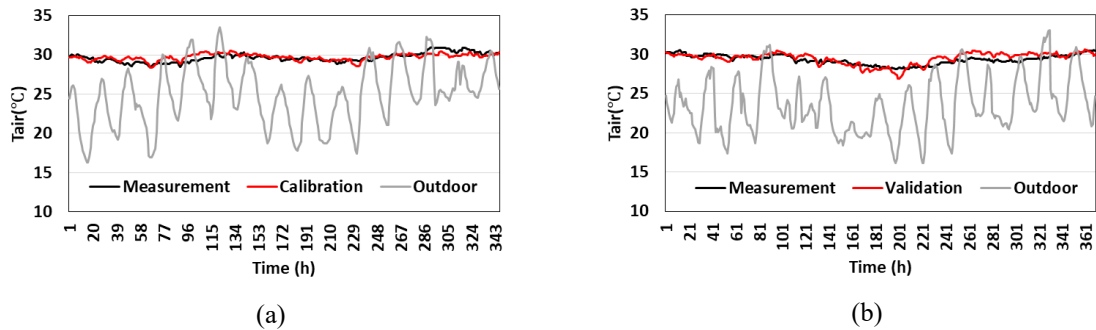 35
30
25
20
15
10
Tair(°C)
Measurement Calibration Outdoor
1 20 39 58 77 96 115 134 153 172 191 210 229 248 267 286 305 324 343
Time (h)
(a)
35
30
25
20
15
10
Tair(°C)
Measurement Validation Outdoor
1 21 41 61 81 101 121 141 161 181 201 221 241 261 281 301 321 341 361
Time (h)
(b)